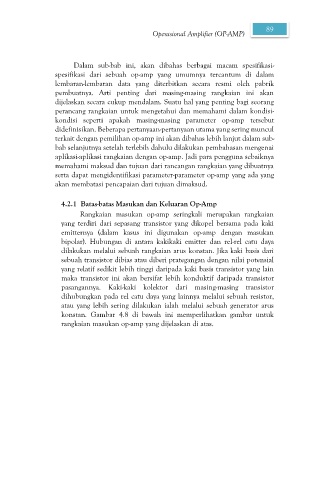 Operasional Amplifier (OP-AMP)
89
Dalam sub-bab ini, akan dibahas berbagai macam spesifikasi-
spesifikasi dari sebuah op-amp yang umumnya tercantum di dalam
lembaran-lembaran data yang diterbitkan secara resmi oleh pabrik
pembuatnya. Arti penting dari masing-masing rangkaian ini akan
dijelaskan secara cukup mendalam. Suatu hal yang penting bagi seorang
perancang rangkaian untuk mengetahui dan memahami dalam kondisi-
kondisi seperti apakah masing-masing parameter op-amp tersebut
didefinisikan. Beberapa pertanyaan-pertanyaan utama yang sering muncul
terkait dengan pemilihan op-amp ini akan dibahas lebih lanjut dalam sub-
bab selanjutnya setelah terlebih dahulu dilakukan pembahasan mengenai
aplikasi-aplikasi rangkaian dengan op-amp. Jadi para pengguna sebaiknya
memahami maksud dan tujuan dari rancangan rangkaian yang dibuatnya
serta dapat mengidentifikasi parameter-parameter op-amp yang ada yang
akan membatasi pencapaian dari tujuan dimaksud.
4.2.1 Batas-batas Masukan dan Keluaran Op-Amp
Rangkaian masukan op-amp seringkali merupakan rangkaian
yang terdiri dari sepasang transistor yang dikopel bersama pada kaki
emitternya (dalam kasus ini digunakan op-amp dengan masukan
bipolar). Hubungan di antara kaki-kaki emitter dan rel-rel catu daya
dilakukan melalui sebuah rangkaian arus konstan. Jika kaki basis dari
sebuah transistor dibias atau diberi prategangan dengan nilai potensial
yang relatif sedikit lebih tinggi daripada kaki basis transistor yang lain
maka transistor ini akan bersifat lebih konduktif daripada transistor
pasangannya. Kaki-kaki kolektor dari masing-masing transistor
dihubungkan pada rel catu daya yang lainnya melalui sebuah resistor,
atau yang lebih sering dilakukan ialah melalui sebuah generator arus
konstan. Gambar 4.8 di bawah ini memperlihatkan gambar untuk
rangkaian masukan op-amp yang dijelaskan di atas.